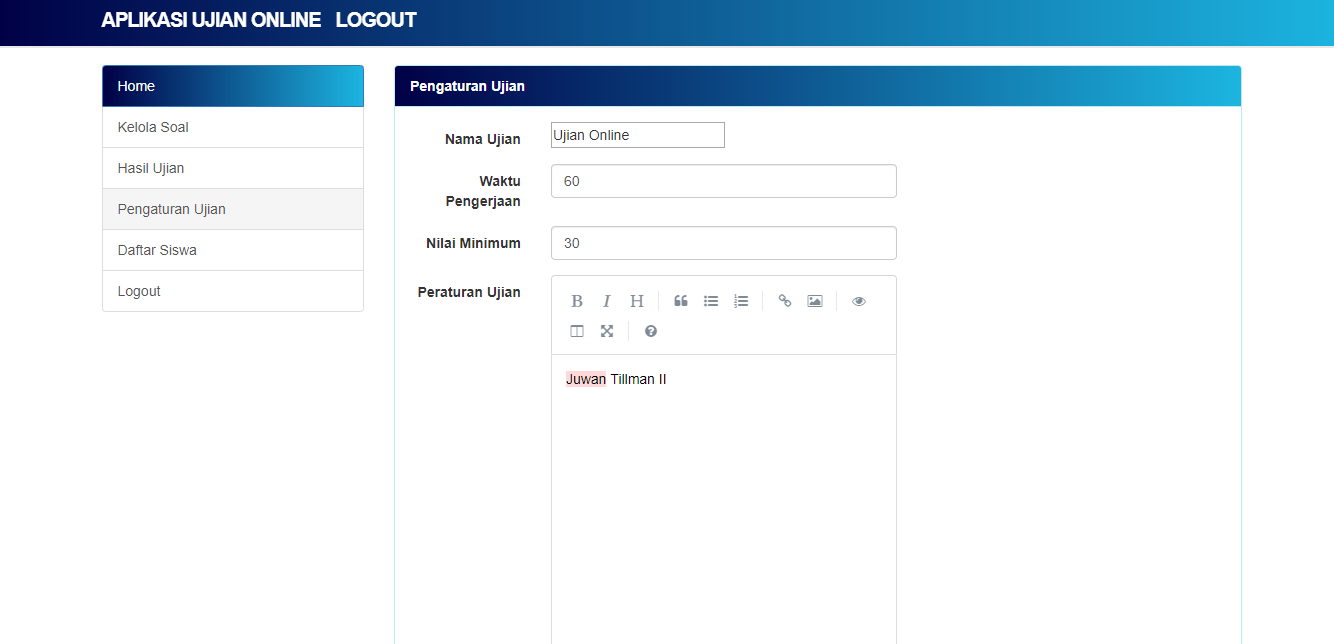 APLIKASI UJIAN ONLINE LOGOUT
Home
Kelola Soal
Hasil Ujian
Pengaturan Ujian
Daftar Siswa
Logout
Pengaturan Ujian
Nama Ujian Ujian Online
Waktu Pengerjaan 60
Nilai Minimum 30
Peraturan Ujian
B I H
Juwan Tillman II